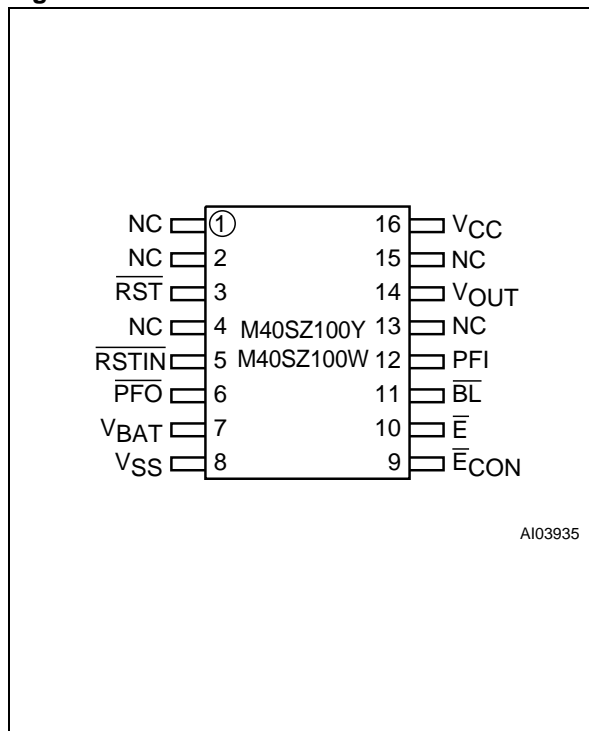 NC 1 16 VCC
NC 2 15 NC
RST 3 14 VOUT
NC 4 M40SZ100Y 13 NC
RSTIN 5 M40SZ100W 12 PFI
PFO 6 11 BL
VBAT 7 10 E
VSS 8 9 ECON
AI03935